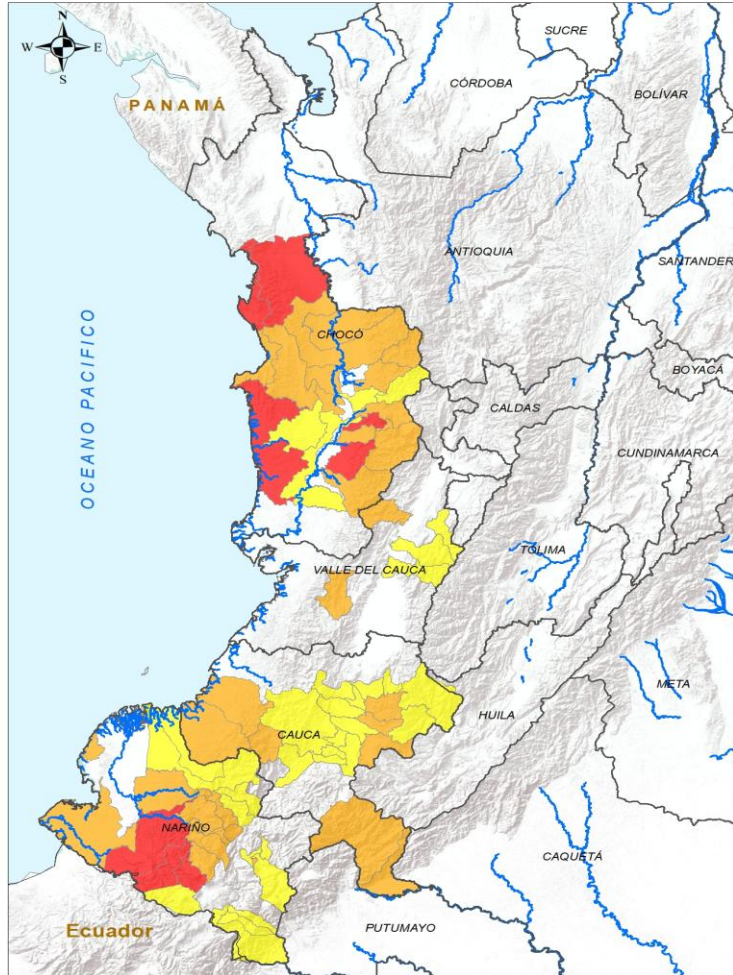 N
W E
S
SUCRE
CÓRDOBA
BOLÍVAR
PANAMÁ
ANTIOQUIA
SANTANDER
OCEANO PACIFICO
CHOCÓ
BOYACÁ
CALDAS
CUNDINAMARCA
TOLIMA
VALLE DEL CAUCA
META
HUILA
CAUCA
NARIÑO
CAQUETÁ
Ecuador
PUTUMAYO